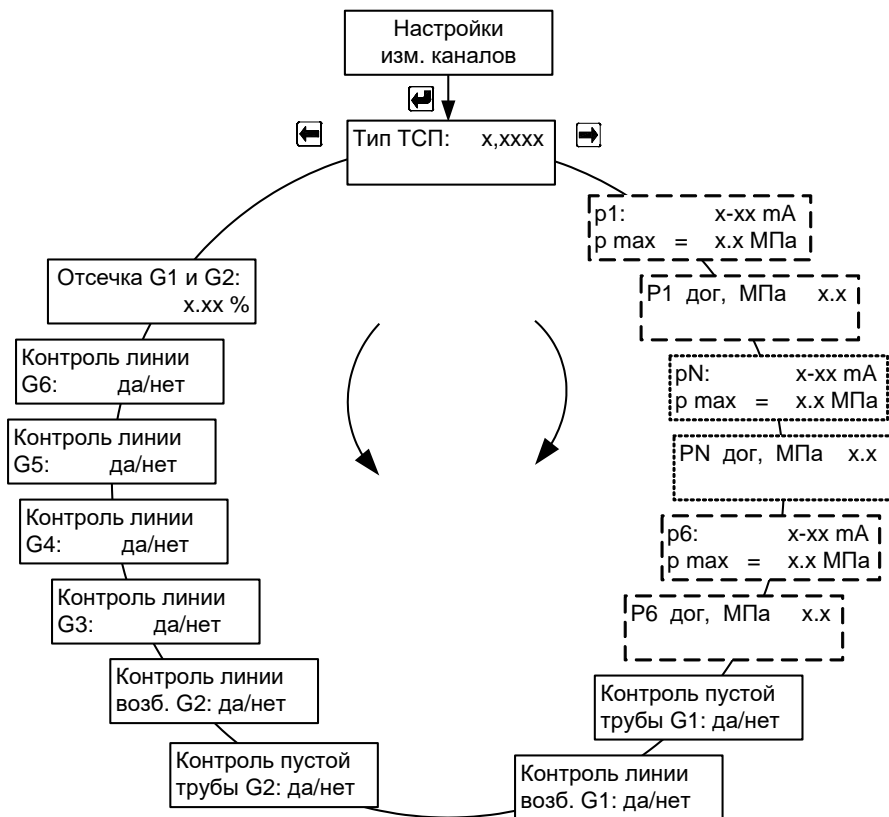 Настройки
изм. каналов
Тип ТСП: x,xxxx
p1: x-xx mA
p max = x.x МПа
P1 дог, МПа x.x
pN: x-xx mA
p max = x.x МПа
PN дог, МПа x.x
p6: x-xx mA
p max = x.x МПа
P6 дог, МПа x.x
Контроль пустой
трубы G1: да/нет
Контроль линии
возб. G1: да/нет
Контроль пустой
трубы G2: да/нет
Контроль линии
возб. G2: да/нет
Контроль линии
G3: да/нет
Контроль линии
G4: да/нет
Контроль линии
G5: да/нет
Контроль линии
G6: да/нет
Отсечка G1 и G2:
x.xx %